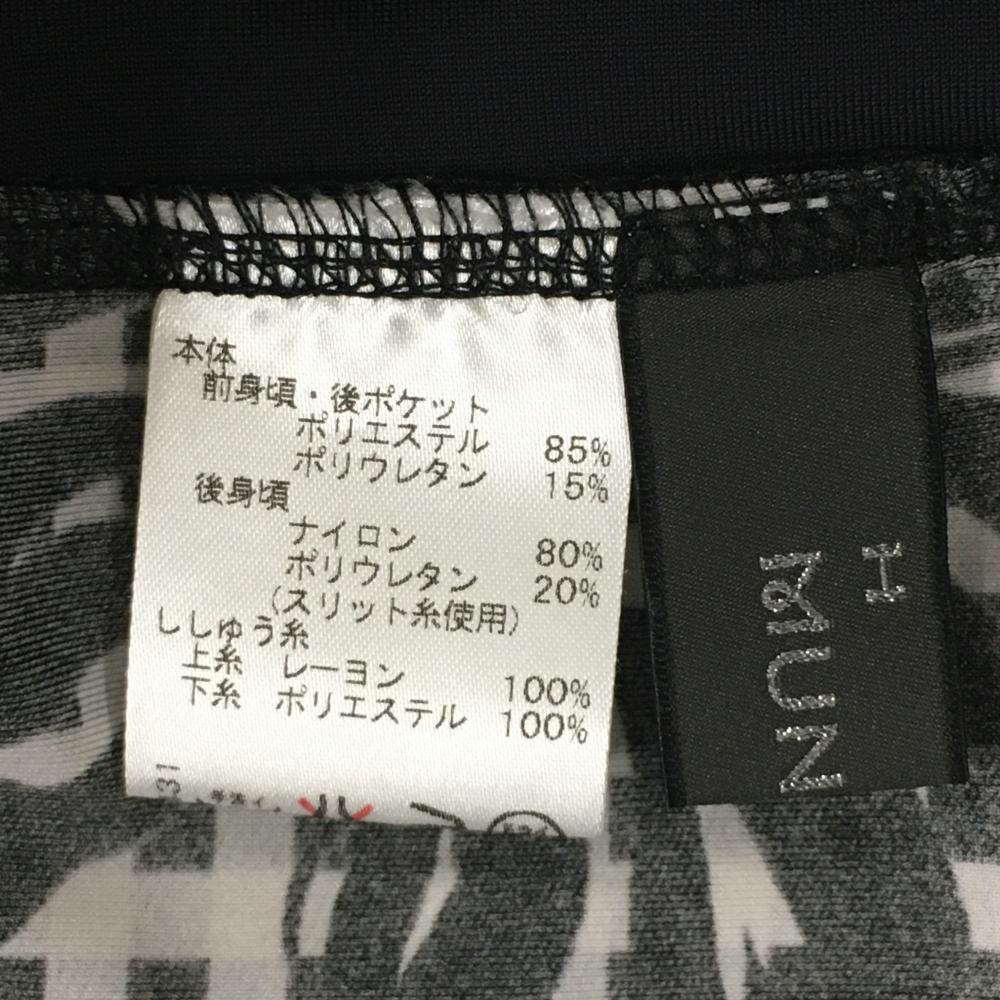 本体
前身頃・後ポケット
ポリエステル 85%
ポリウレタン 15%
後身頃
ナイロン 80%
ポリウレタン 20%
(スリット糸使用)
ししゅう糸
上糸 レーヨン 100%
下糸 ポリエステル 100%
31